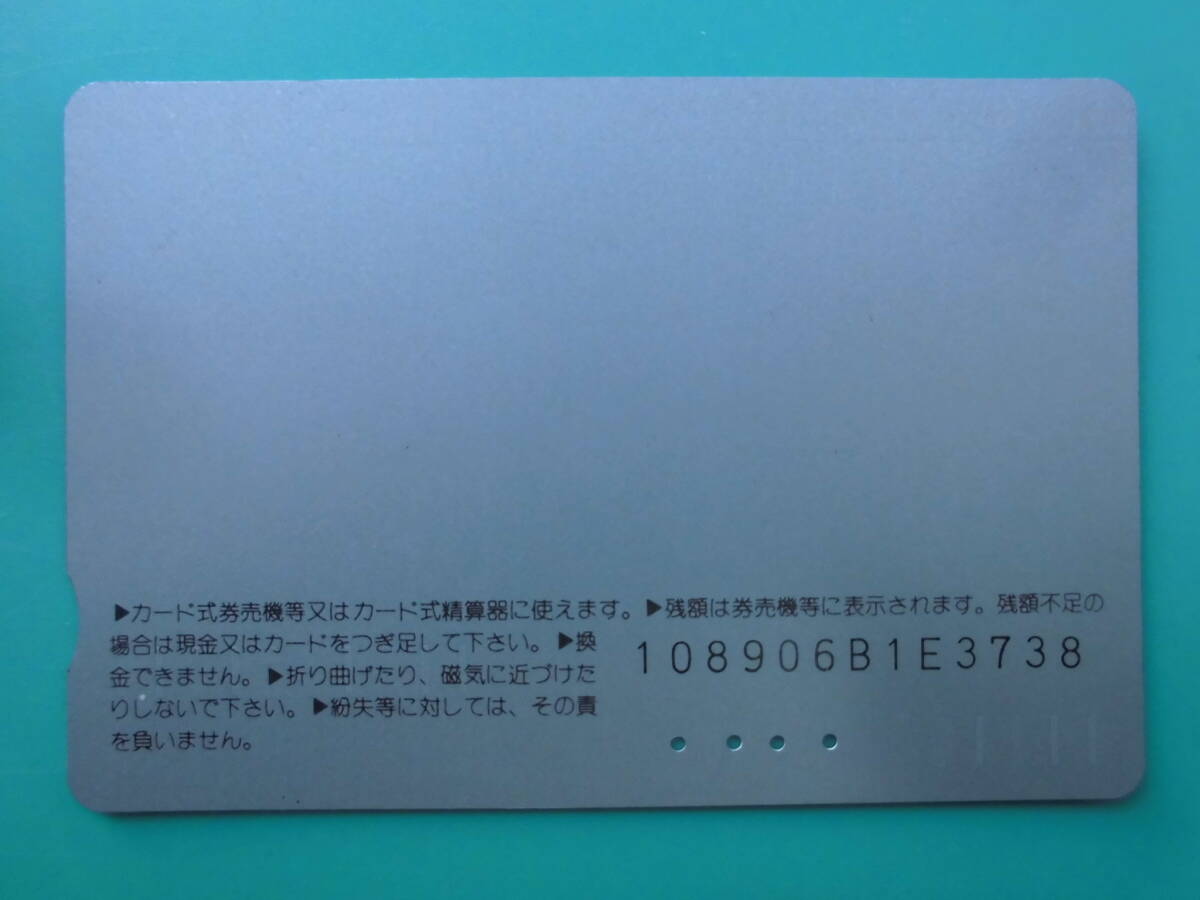 ▶カード式券売機等又はカード式精算器に使えます。▶残額は券売機等に表示されます。残額不足の
場合は現金又はカードをつぎ足して下さい。▶換
金できません。▶折り曲げたり、磁気に近づけた
りしないで下さい。▶紛失等に対しては、その責
を負いません。
108906B1E3738